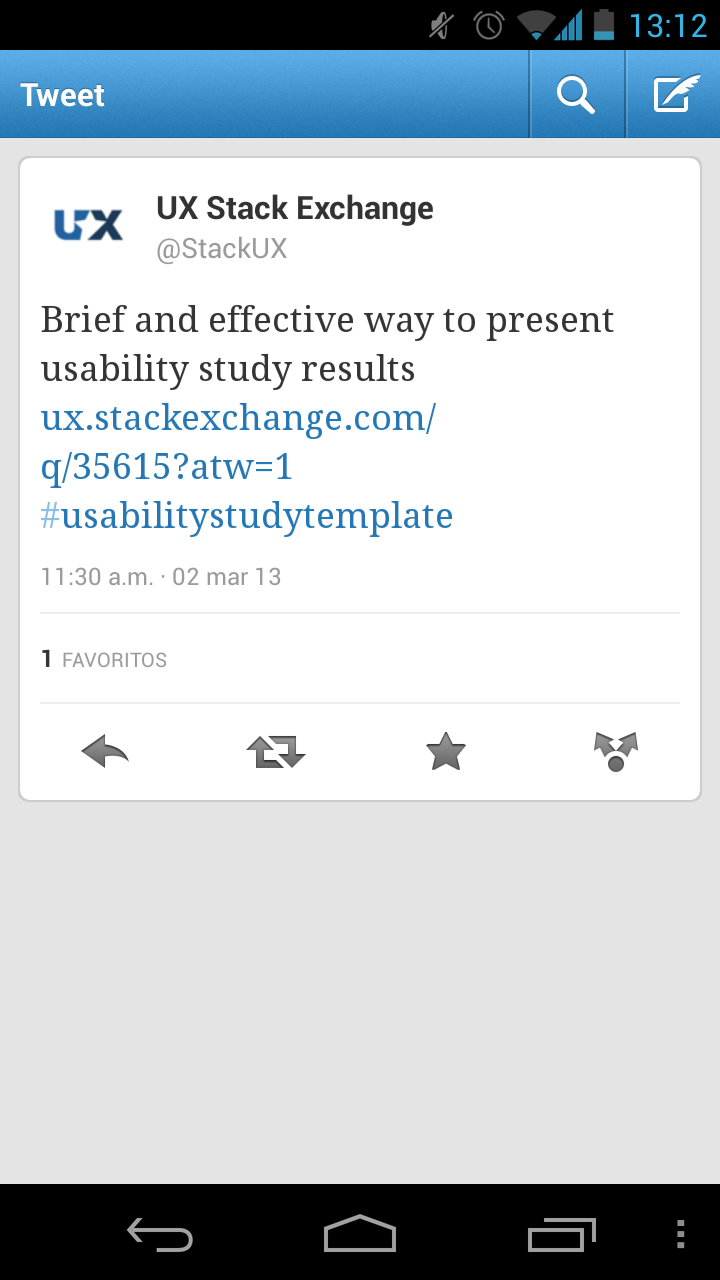 13:12
Tweet
UX
UX Stack Exchange
@StackUX
Brief and effective way to present
usability study results
ux.stackexchange.com/
q/35615?atw=1
#usabilitystudytemplate
11:30 a.m. · 02 mar 13
1 FAVORITOS